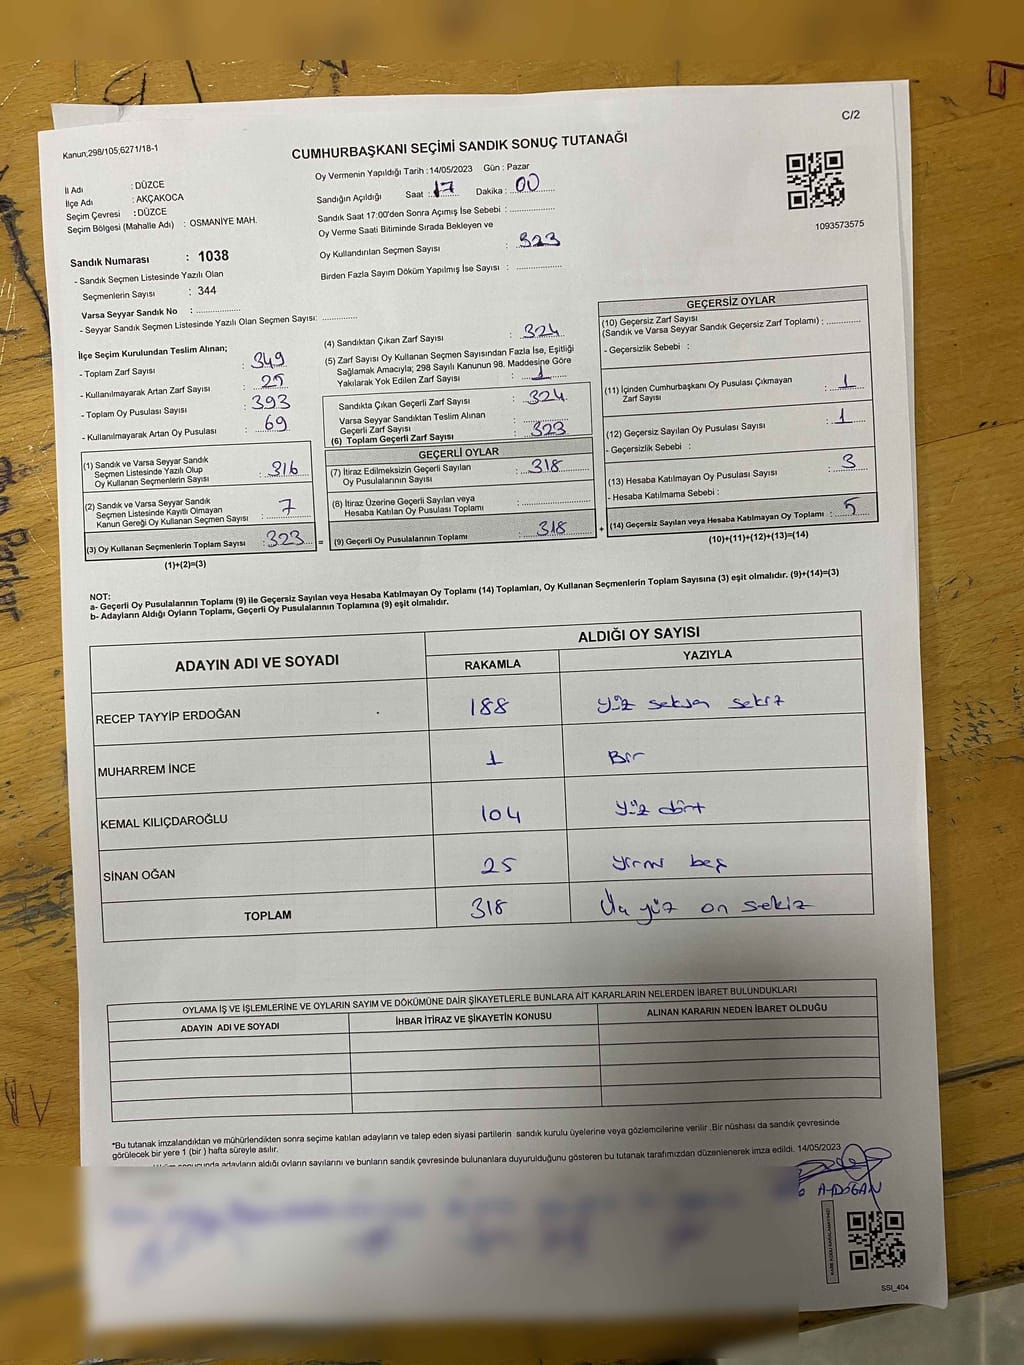 C/2
Kanun;298/105;6271/18-1
CUMHURBAŞKANI SEÇİMİ SANDIK SONUÇ TUTANAĞI
Oy Vermenin Yapıldığı Tarih :14/05/2023 Gün : Pazar
İl Adı : DÜZCE
İlçe Adı : AKÇAKOCA
Seçim Çevresi : DÜZCE
Seçim Bölgesi (Mahalle Adı) : OSMANİYE MAH.
Sandığın Açıldığı Saat : 17 Dakika : 00
Sandık Saat 17:00'den Sonra Açımış İse Sebebi :
Oy Verme Saati Bitiminde Sırada Bekleyen ve
Oy Kullandırılan Seçmen Sayısı : 323
Birden Fazla Sayım Döküm Yapılmış İse Sayısı :
1093573575
Sandık Numarası : 1038
- Sandık Seçmen Listesinde Yazılı Olan
Seçmenlerin Sayısı : 344
Varsa Seyyar Sandık No :
- Seyyar Sandık Seçmen Listesinde Yazılı Olan Seçmen Sayısı:
İlçe Seçim Kurulundan Teslim Alınan;
- Toplam Zarf Sayısı : 349
- Kullanılmayarak Artan Zarf Sayısı : 25
- Toplam Oy Pusulası Sayısı : 393
- Kullanılmayarak Artan Oy Pusulası : 69
(1) Sandık ve Varsa Seyyar Sandık
Seçmen Listesinde Yazılı Olup
Oy Kullanan Seçmenlerin Sayısı : 316
(2) Sandık ve Varsa Seyyar Sandık
Seçmen Listesinde Kayıtlı Olmayan
Kanun Gereği Oy Kullanan Seçmen Sayısı : 7
(3) Oy Kullanan Seçmenlerin Toplam Sayısı : 323
(1)+(2)=(3)
(4) Sandıktan Çıkan Zarf Sayısı : 324
(5) Zarf Sayısı Oy Kullanan Seçmen Sayısından Fazla İse, Eşitliği
Sağlamak Amacıyla; 298 Sayılı Kanunun 98. Maddesine Göre
Yakılarak Yok Edilen Zarf Sayısı : 1
Sandıkta Çıkan Geçerli Zarf Sayısı : 324
Varsa Seyyar Sandıktan Teslim Alınan
Geçerli Zarf Sayısı :
(6) Toplam Geçerli Zarf Sayısı : 323
GEÇERLİ OYLAR
(7) İtiraz Edilmeksizin Geçerli Sayılan
Oy Pusulasının Sayısı : 318
(8) İtiraz Üzerine Geçerli Sayılan veya
Hesaba Katılan Oy Pusulası Toplamı :
= (9) Geçerli Oy Pusulalarının Toplamı : 318
GEÇERSİZ OYLAR
(10) Geçersiz Zarf Sayısı
(Sandık ve Varsa Seyyar Sandık Geçersiz Zarf Toplamı) :
- Geçersizlik Sebebi :
(11) İçinden Cumhurbaşkanı Oy Pusulası Çıkmayan
Zarf Sayısı : 1
(12) Geçersiz Sayılan Oy Pusulası Sayısı : 1
- Geçersizlik Sebebi :
(13) Hesaba Katılmayan Oy Pusulası Sayısı : 3
- Hesaba Katılmama Sebebi :
+ (14) Geçersiz Sayılan veya Hesaba Katılmayan Oy Toplamı : 5
(10)+(11)+(12)+(13)=(14)
NOT:
a- Geçerli Oy Pusulalarının Toplamı (9) ile Geçersiz Sayılan veya Hesaba Katılmayan Oy Toplamı (14) Toplamları, Oy Kullanan Seçmenlerin Toplam Sayısına (3) eşit olmalıdır. (9)+(14)=(3)
b- Adayların Aldığı Oyların Toplamı, Geçerli Oy Pusulalarının Toplamına (9) eşit olmalıdır.
ADAYIN ADI VE SOYADI ALDIĞI OY SAYISI
RAKAMLA YAZIYLA
RECEP TAYYİP ERDOĞAN 188 yüz seksen sekiz
MUHARREM İNCE 1 Bir
KEMAL KILIÇDAROĞLU 104 yüz dört
SİNAN OĞAN 25 yirmi beş
TOPLAM 318 Üç yüz on sekiz
OYLAMA İŞ VE İŞLEMLERİNE VE OYLARIN SAYIM VE DÖKÜMÜNE DAİR ŞİKAYETLERLE BUNLARA AİT KARARLARIN NELERDEN İBARET BULUNDUKLARI
ADAYIN ADI VE SOYADI İHBAR İTİRAZ VE ŞİKAYETİN KONUSU ALINAN KARARIN NEDEN İBARET OLDUĞU
*Bu tutanak imzalandıktan ve mühürlendikten sonra seçime katılan adayların ve talep eden siyasi partilerin sandık kurulu üyelerine veya gözlemcilerine verilir .Bir nüshası da sandık çevresinde
görülecek bir yere 1 (bir ) hafta süreyle asılır.
adayların aldığı oyların sayılarını ve bunların sandık çevresinde bulunanlara duyurulduğunu gösteren bu tutanak tarafımızdan düzenlenerek imza edildi. 14/05/2023
A.DOĞAN
SSI_404